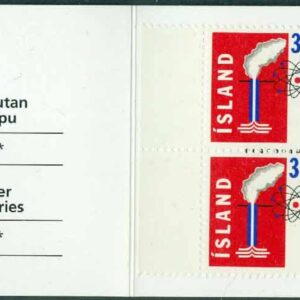 utan
pu
*
er
ries
*
3
ÍSLAND
3
ÍSLAND